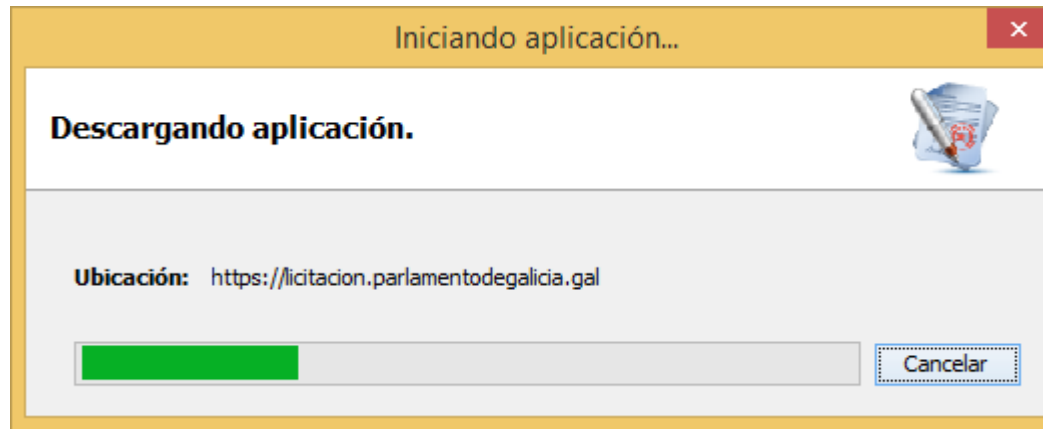 Iniciando aplicación...
Descargando aplicación.
Ubicación: https://licitacion.parlamentodegalicia.gal
Cancelar